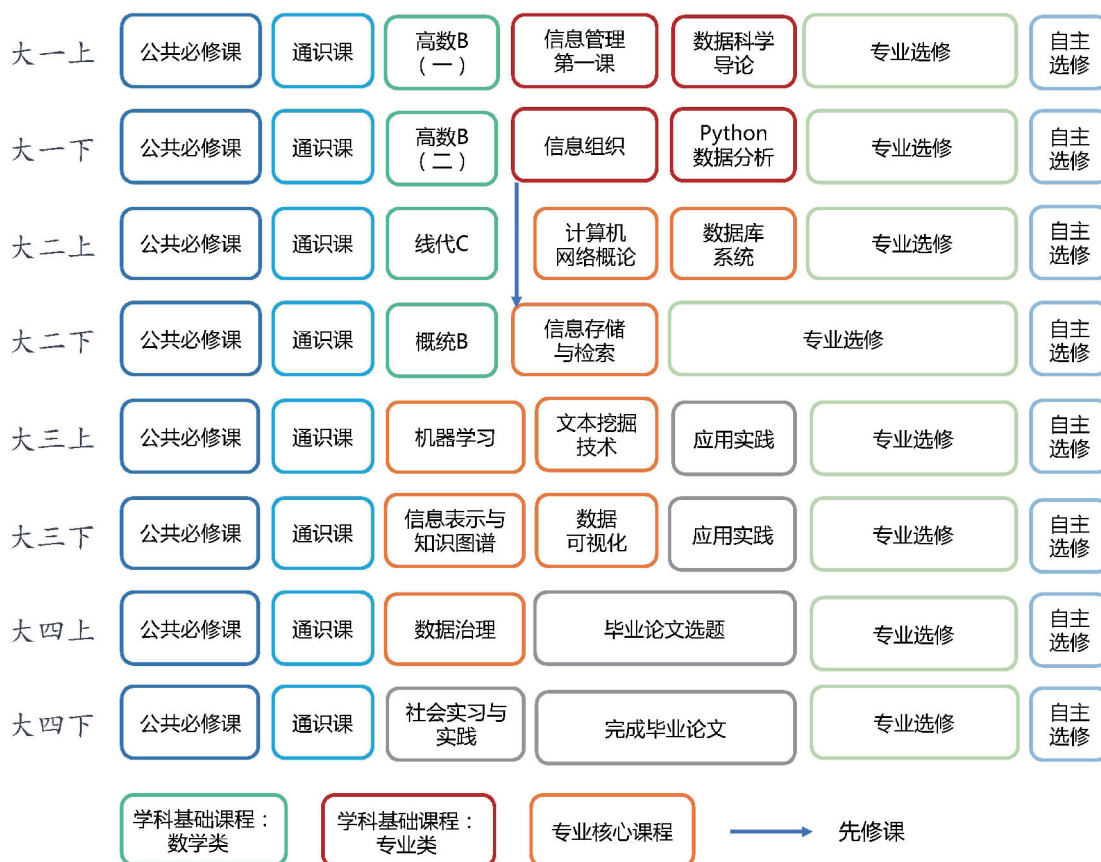 大一上
公共必修课
通识课
高数B
（一）
信息管理
第一课
数据科学
导论
专业选修
自主
选修
大一下
公共必修课
通识课
高数B
（二）
信息组织
Python
数据分析
专业选修
自主
选修
大二上
公共必修课
通识课
线代C
计算机
网络概论
数据库
系统
专业选修
自主
选修
大二下
公共必修课
通识课
概统B
信息存储
与检索
专业选修
自主
选修
大三上
公共必修课
通识课
机器学习
文本挖掘
技术
应用实践
专业选修
自主
选修
大三下
公共必修课
通识课
信息表示与
知识图谱
数据
可视化
应用实践
专业选修
自主
选修
大四上
公共必修课
通识课
数据治理
毕业论文选题
专业选修
自主
选修
大四下
公共必修课
通识课
社会实习与
实践
完成毕业论文
专业选修
自主
选修
学科基础课程：
数学类
学科基础课程：
专业类
专业核心课程
先修课